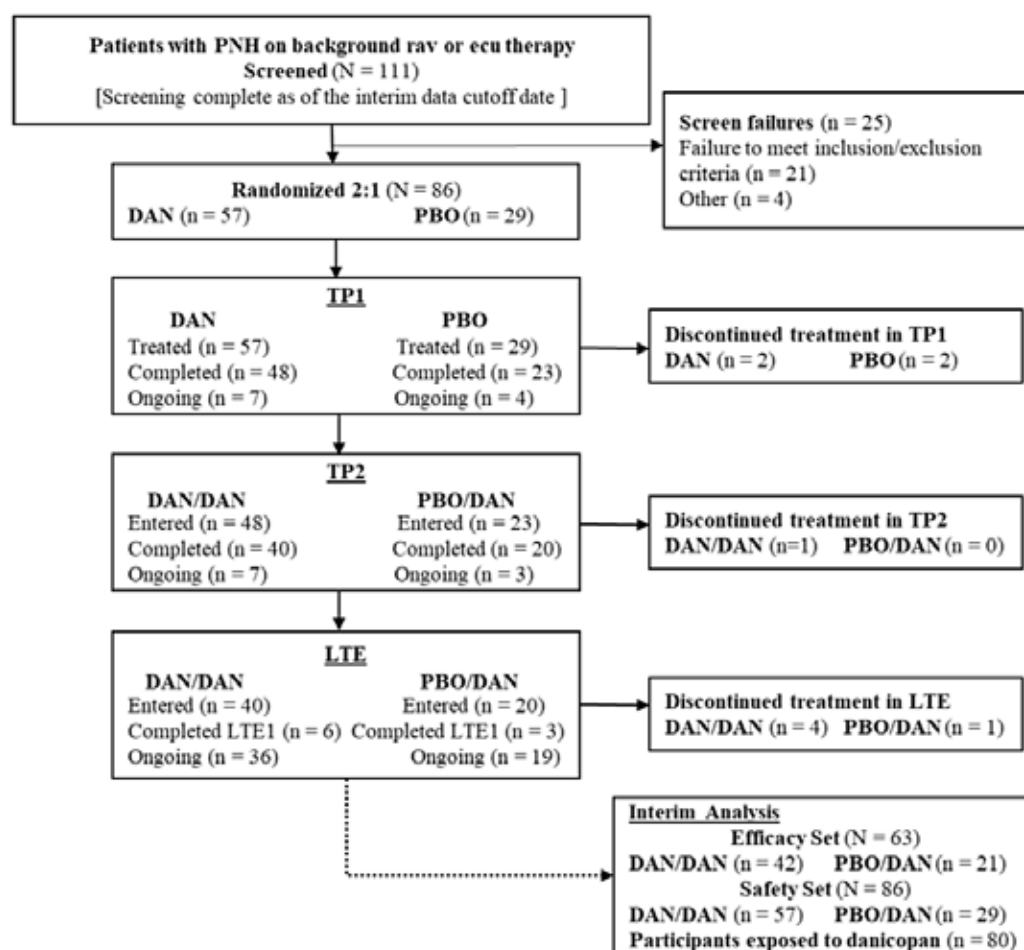 Patients with PNH on background rav or ecu therapy
Screened (N = 111)
[Screening complete as of the interim data cutoff date ]
Screen failures (n = 25)
Failure to meet inclusion/exclusion
criteria (n = 21)
Other (n = 4)
Randomized 2:1 (N = 86)
DAN (n = 57) PBO (n = 29)
TP1
DAN PBO
Treated (n = 57) Treated (n = 29)
Completed (n = 48) Completed (n = 23)
Ongoing (n = 7) Ongoing (n = 4)
Discontinued treatment in TP1
DAN (n = 2) PBO (n = 2)
TP2
DAN/DAN PBO/DAN
Entered (n = 48) Entered (n = 23)
Completed (n = 40) Completed (n = 20)
Ongoing (n = 7) Ongoing (n = 3)
Discontinued treatment in TP2
DAN/DAN (n=1) PBO/DAN (n = 0)
LTE
DAN/DAN PBO/DAN
Entered (n = 40) Entered (n = 20)
Completed LTE1 (n = 6) Completed LTE1 (n = 3)
Ongoing (n = 36) Ongoing (n = 19)
Discontinued treatment in LTE
DAN/DAN (n = 4) PBO/DAN (n = 1)
Interim Analysis
Efficacy Set (N = 63)
DAN/DAN (n = 42) PBO/DAN (n = 21)
Safety Set (N = 86)
DAN/DAN (n = 57) PBO/DAN (n = 29)
Participants exposed to danicopan (n = 80)